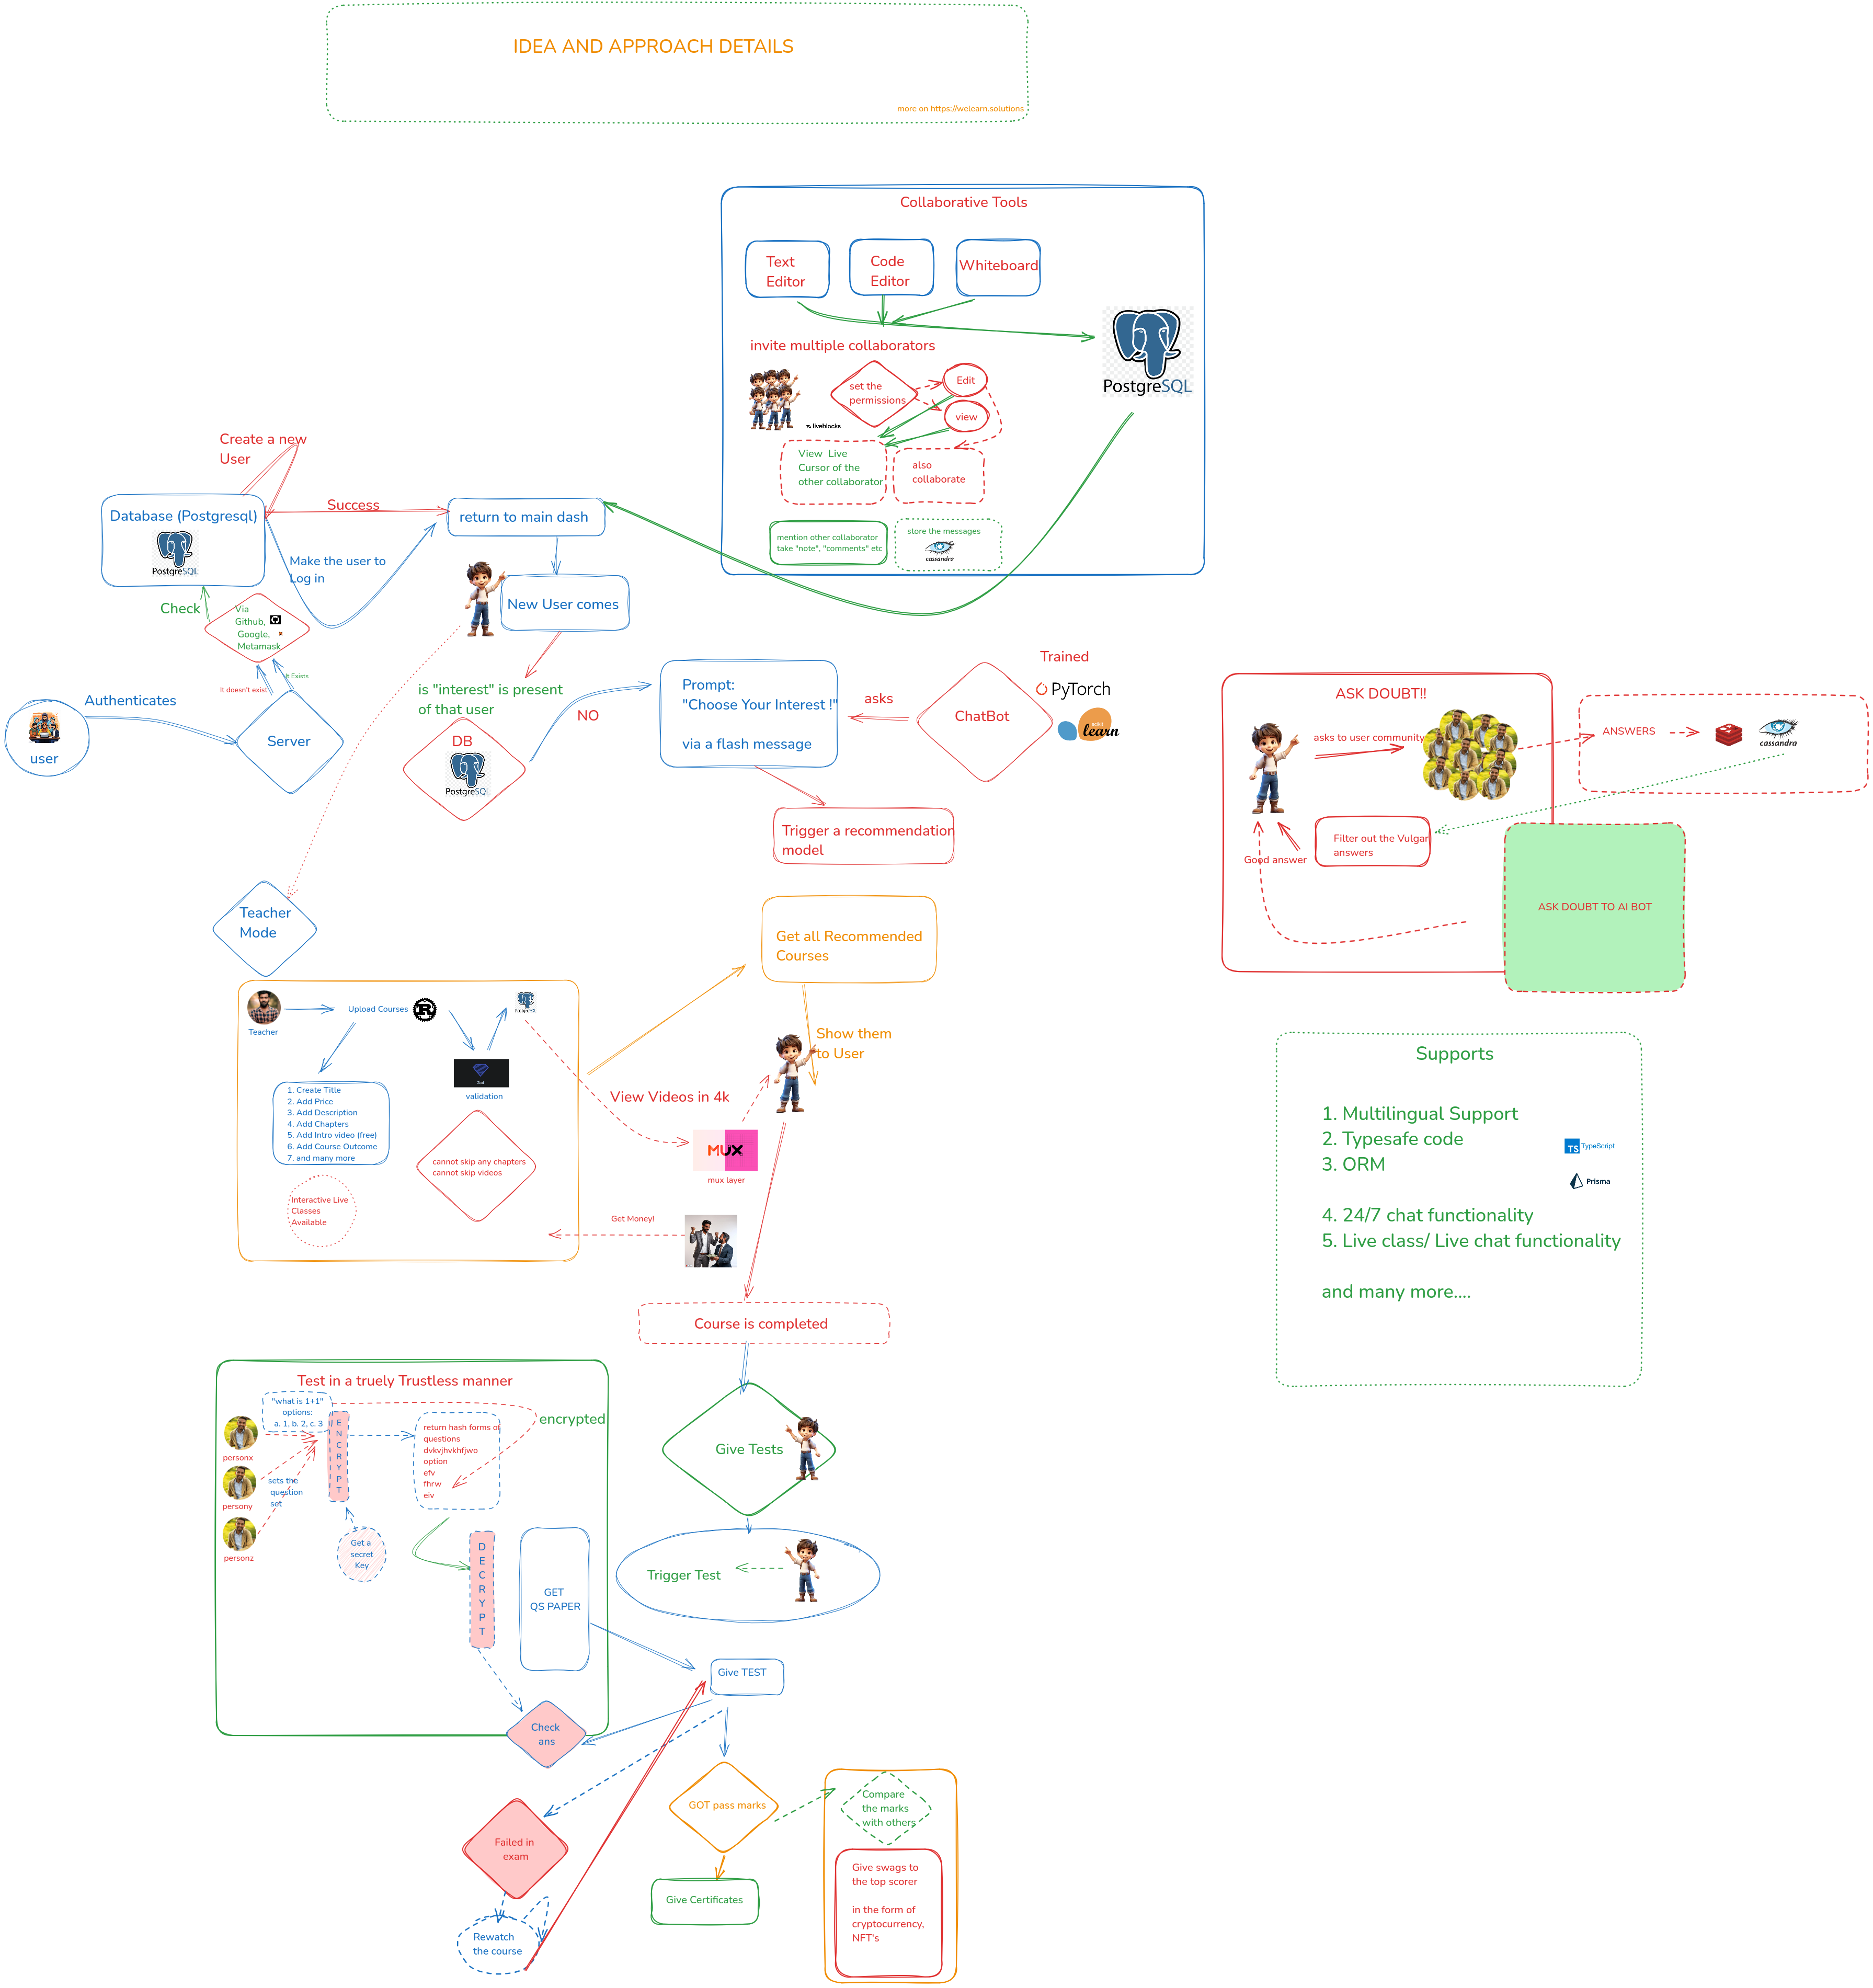 IDEA AND APPROACH DETAILS
more on https://welearn.solutions
Collaborative Tools
Text
Editor
Code
Editor
Whiteboard
PostgreSQL
invite multiple collaborators
set the
permissions
Edit
view
liveblocks
View Live
Cursor of the
other collaborator
also
collaborate
mention other collaborator
take "note", "comments" etc
store the messages
cassandra
Create a new
User
Database (Postgresql)
PostgreSQL
Success
return to main dash
Make the user to
Log in
Check
Via
Github,
Google,
Metamask
It doesn't exist
It Exists
New User comes
Authenticates
user
Server
is "interest" is present
of that user
DB
PostgreSQL
NO
Prompt:
"Choose Your Interest !"
via a flash message
asks
ChatBot
Trained
PyTorch
scikit
learn
Trigger a recommendation
model
ASK DOUBT!!
asks to user community
ANSWERS
cassandra
Filter out the Vulgar
answers
Good answer
ASK DOUBT TO AI BOT
Teacher
Mode
Get all Recommended
Courses
Show them
to User
Teacher
Upload Courses
PostgreSQL
Zod
validation
1. Create Title
2. Add Price
3. Add Description
4. Add Chapters
5. Add Intro video (free)
6. Add Course Outcome
7. and many more
cannot skip any chapters
cannot skip videos
Interactive Live
Classes
Available
View Videos in 4k
MUX
mux layer
Get Money!
Supports
1. Multilingual Support
2. Typesafe code
3. ORM
4. 24/7 chat functionality
5. Live class/ Live chat functionality
and many more....
TS TypeScript
Prisma
Course is completed
Test in a truely Trustless manner
"what is 1+1"
options:
a. 1, b. 2, c. 3
personx
persony
personz
sets the
question
set
E
N
C
R
Y
P
T
Get a
secret
Key
return hash forms of
questions
dvkvjhvkhfjwo
option
efv
fhrw
eiv
encrypted
D
E
C
R
Y
P
T
GET
QS PAPER
Check
ans
Give Tests
Trigger Test
Give TEST
GOT pass marks
Give Certificates
Compare
the marks
with others
Give swags to
the top scorer
in the form of
cryptocurrency,
NFT's
Failed in
exam
Rewatch
the course